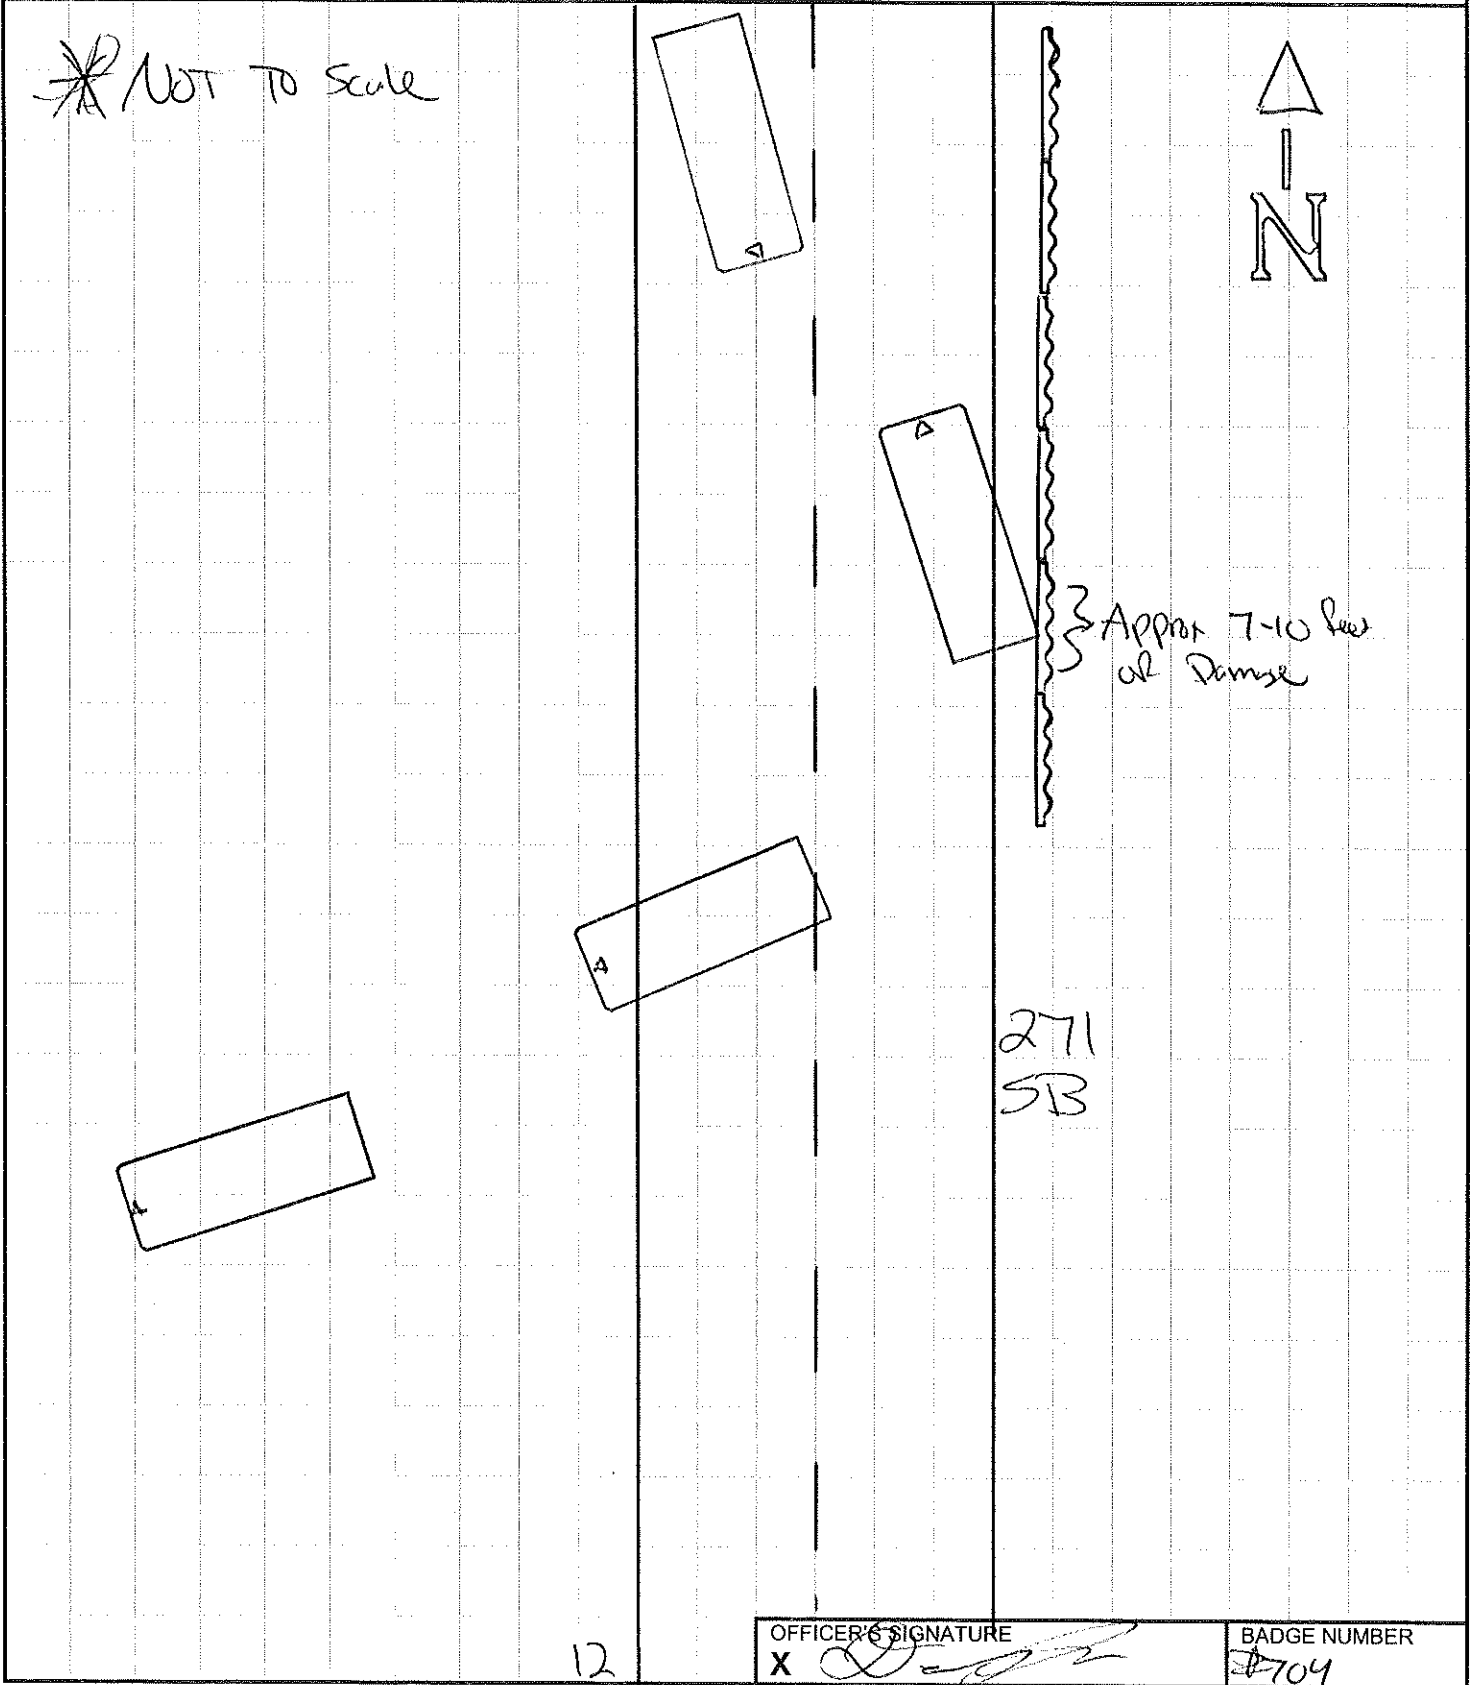 NOT TO Scale
N
Approx 7-10 feet
of Damage
271
SB
12
OFFICER'S SIGNATURE
X
BADGE NUMBER
704